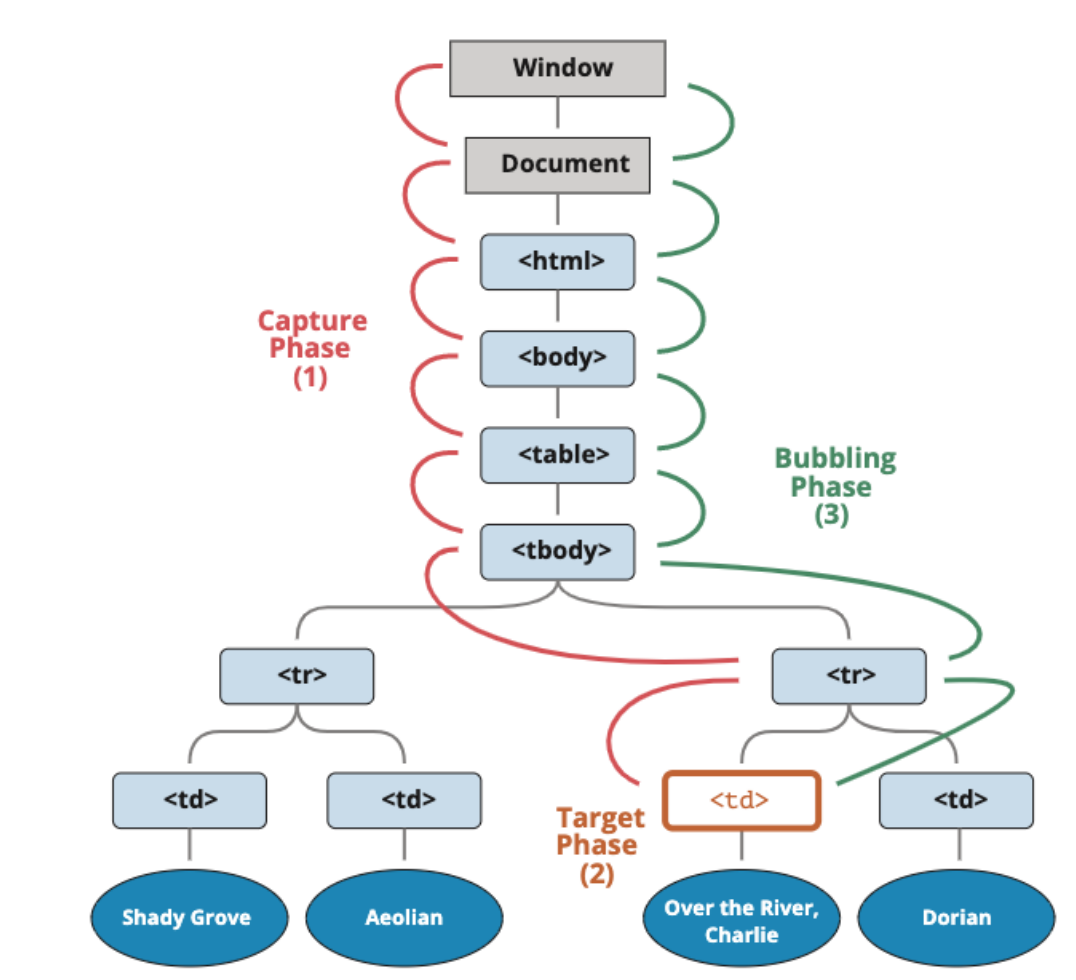 Window
Document
<html>
Capture
Phase
(1)
<body>
<table>
Bubbling
Phase
(3)
<tbody>
<tr>
<tr>
<td>
<td>
<td>
<td>
Target
Phase
(2)
Shady Grove
Aeolian
Over the River,
Charlie
Dorian